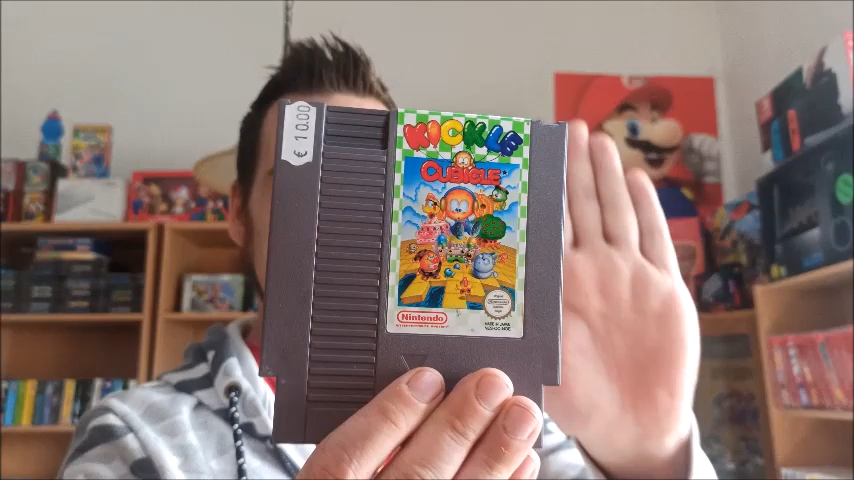 € 10.00
KICKLE
CUBICLE
Nintendo
MADE IN JAPAN